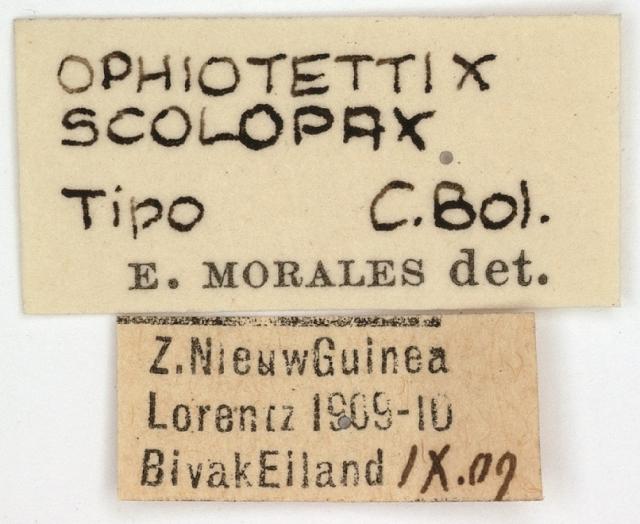 OPHIOTETTIX
SCOLOPAX
Tipo C.Bol.
E. MORALES det.
Z.NieuwGuinea
Lorentz 1909-10
BivakEiland IX.09